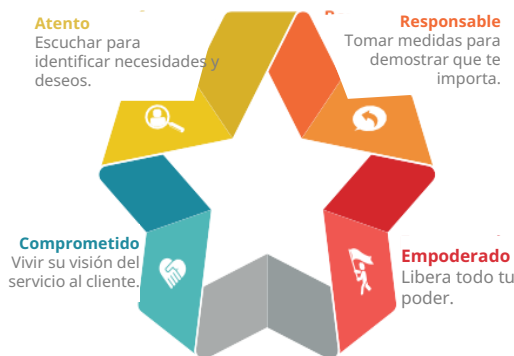 Atento
Escuchar para
identificar necesidades y
deseos.
Responsable
Tomar medidas para
demostrar que te
importa.
Comprometido
Vivir su visión del
servicio al cliente.
Empoderado
Libera todo tu
poder.